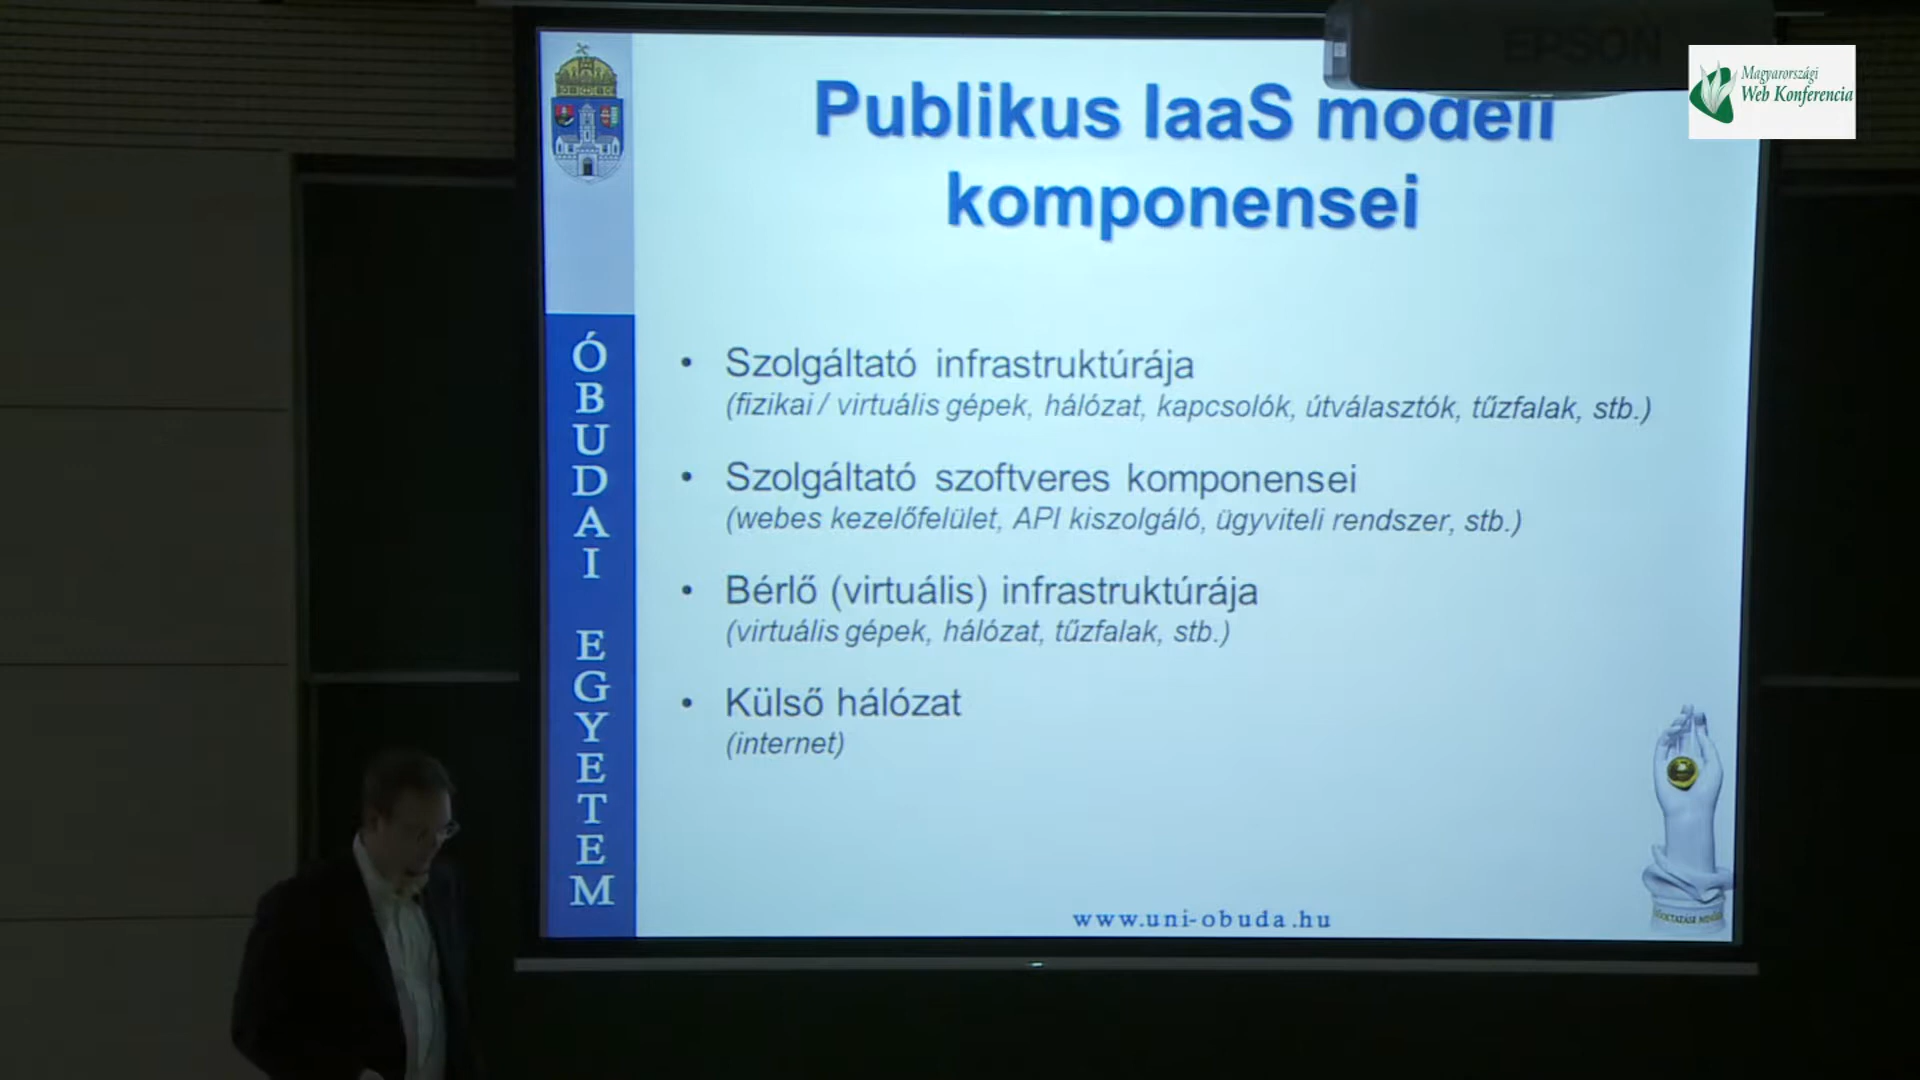 EPSON
Magyarországi
Web Konferencia
Publikus IaaS modell
komponensei
ÓBUDAI EGYETEM
• Szolgáltató infrastruktúrája
(fizikai / virtuális gépek, hálózat, kapcsolók, útválasztók, tűzfalak, stb.)
• Szolgáltató szoftveres komponensei
(webes kezelőfelület, API kiszolgáló, ügyviteli rendszer, stb.)
• Bérlő (virtuális) infrastruktúrája
(virtuális gépek, hálózat, tűzfalak, stb.)
• Külső hálózat
(internet)
www.uni-obuda.hu